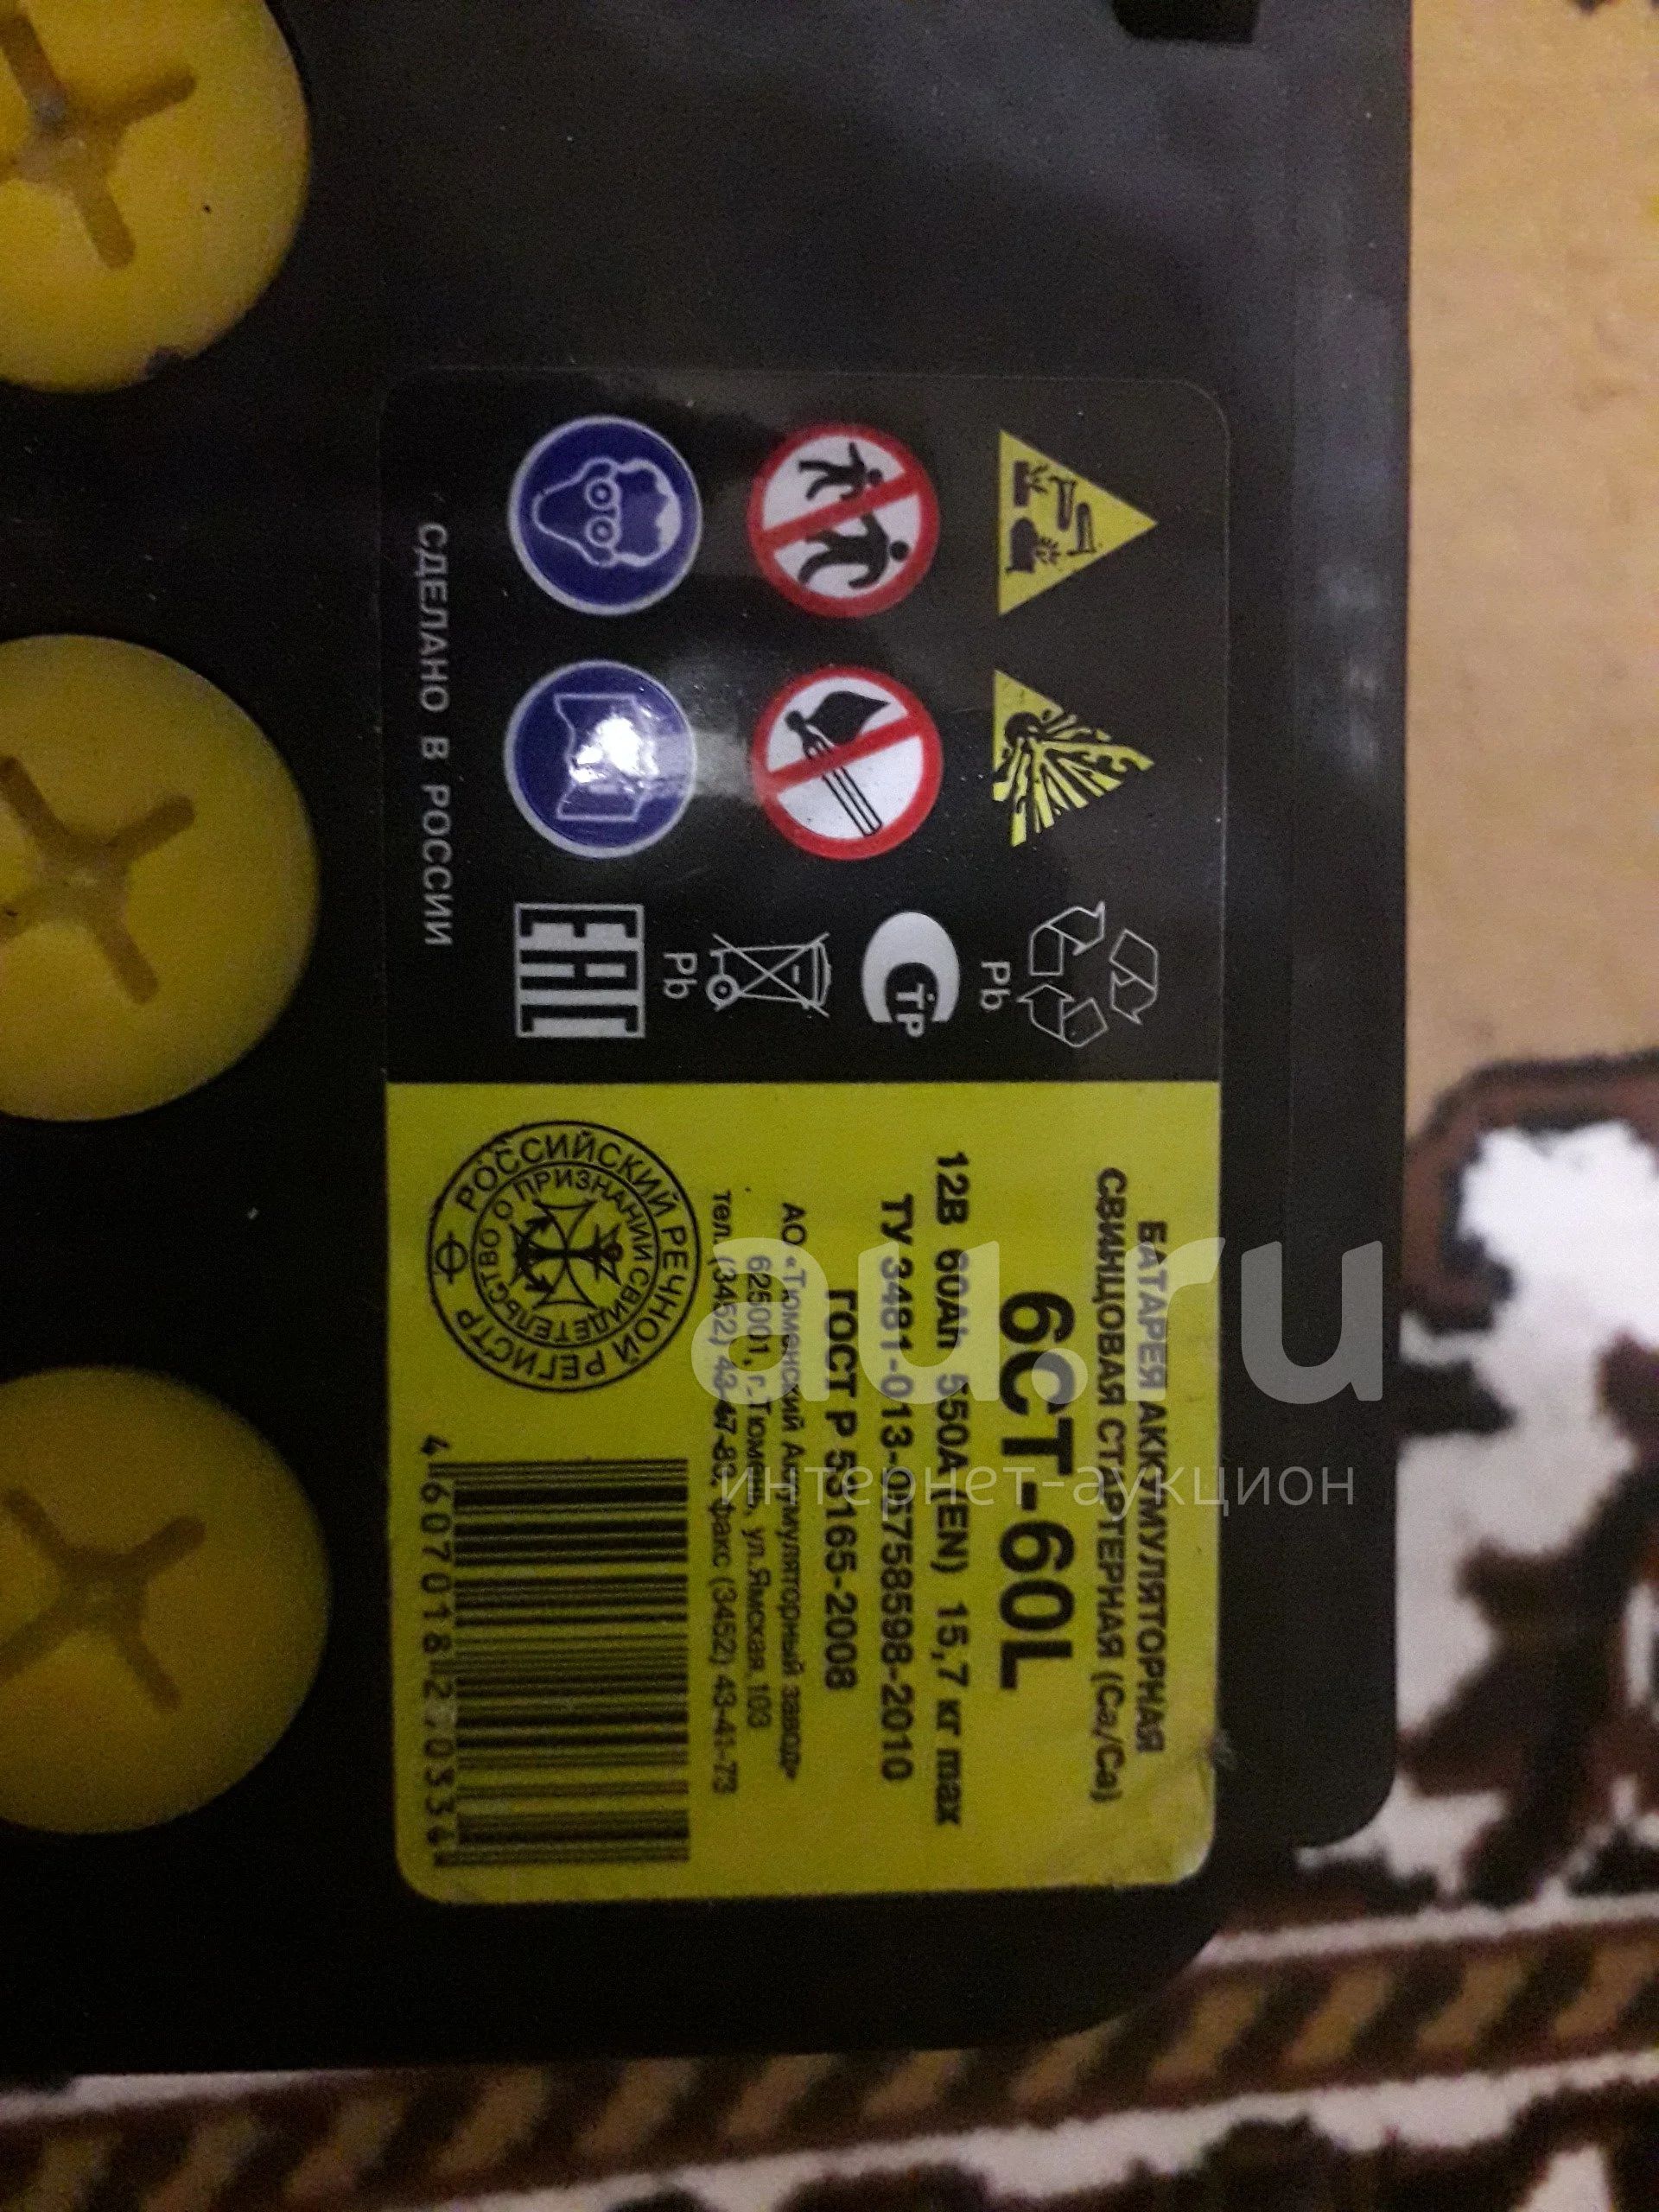 БАТАРЕЯ АККУМУЛЯТОРНАЯ
СВИНЦОВАЯ СТАРТЕРНАЯ (Ca/Ca)
6СТ-60L
12В 60Ah 550A (EN) 15,7 кг max
ТУ 3481-013-05758598-2010
ГОСТ Р 53165-2008
АО «Тюменский Аккумуляторный завод»
625001, г.Тюмень, ул.Ямская, 103
тел. (3452) 43-47-83, факс (3452) 43-41-73
РОССИЙСКИЙ РЕЧНОЙ РЕГИСТР
СВИДЕТЕЛЬСТВО О ПРИЗНАНИИ
Pb
СТР
Pb
EAC
СДЕЛАНО В РОССИИ
au.ru
интернет-аукцион